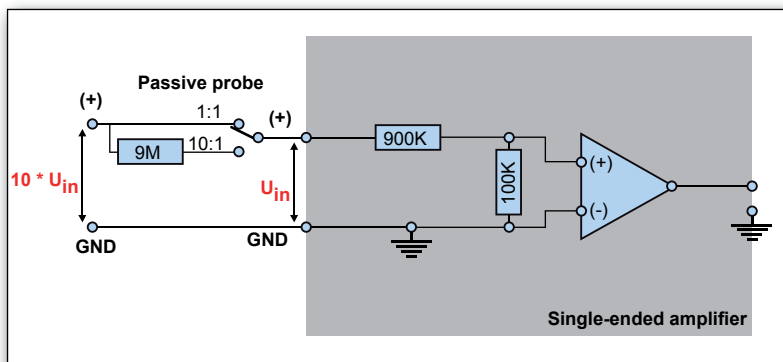 Passive probe
(+)
1:1
(+)
9M
10:1
900K
100K
(+)
(-)
10 * Uin
Uin
GND
GND
Single-ended amplifier